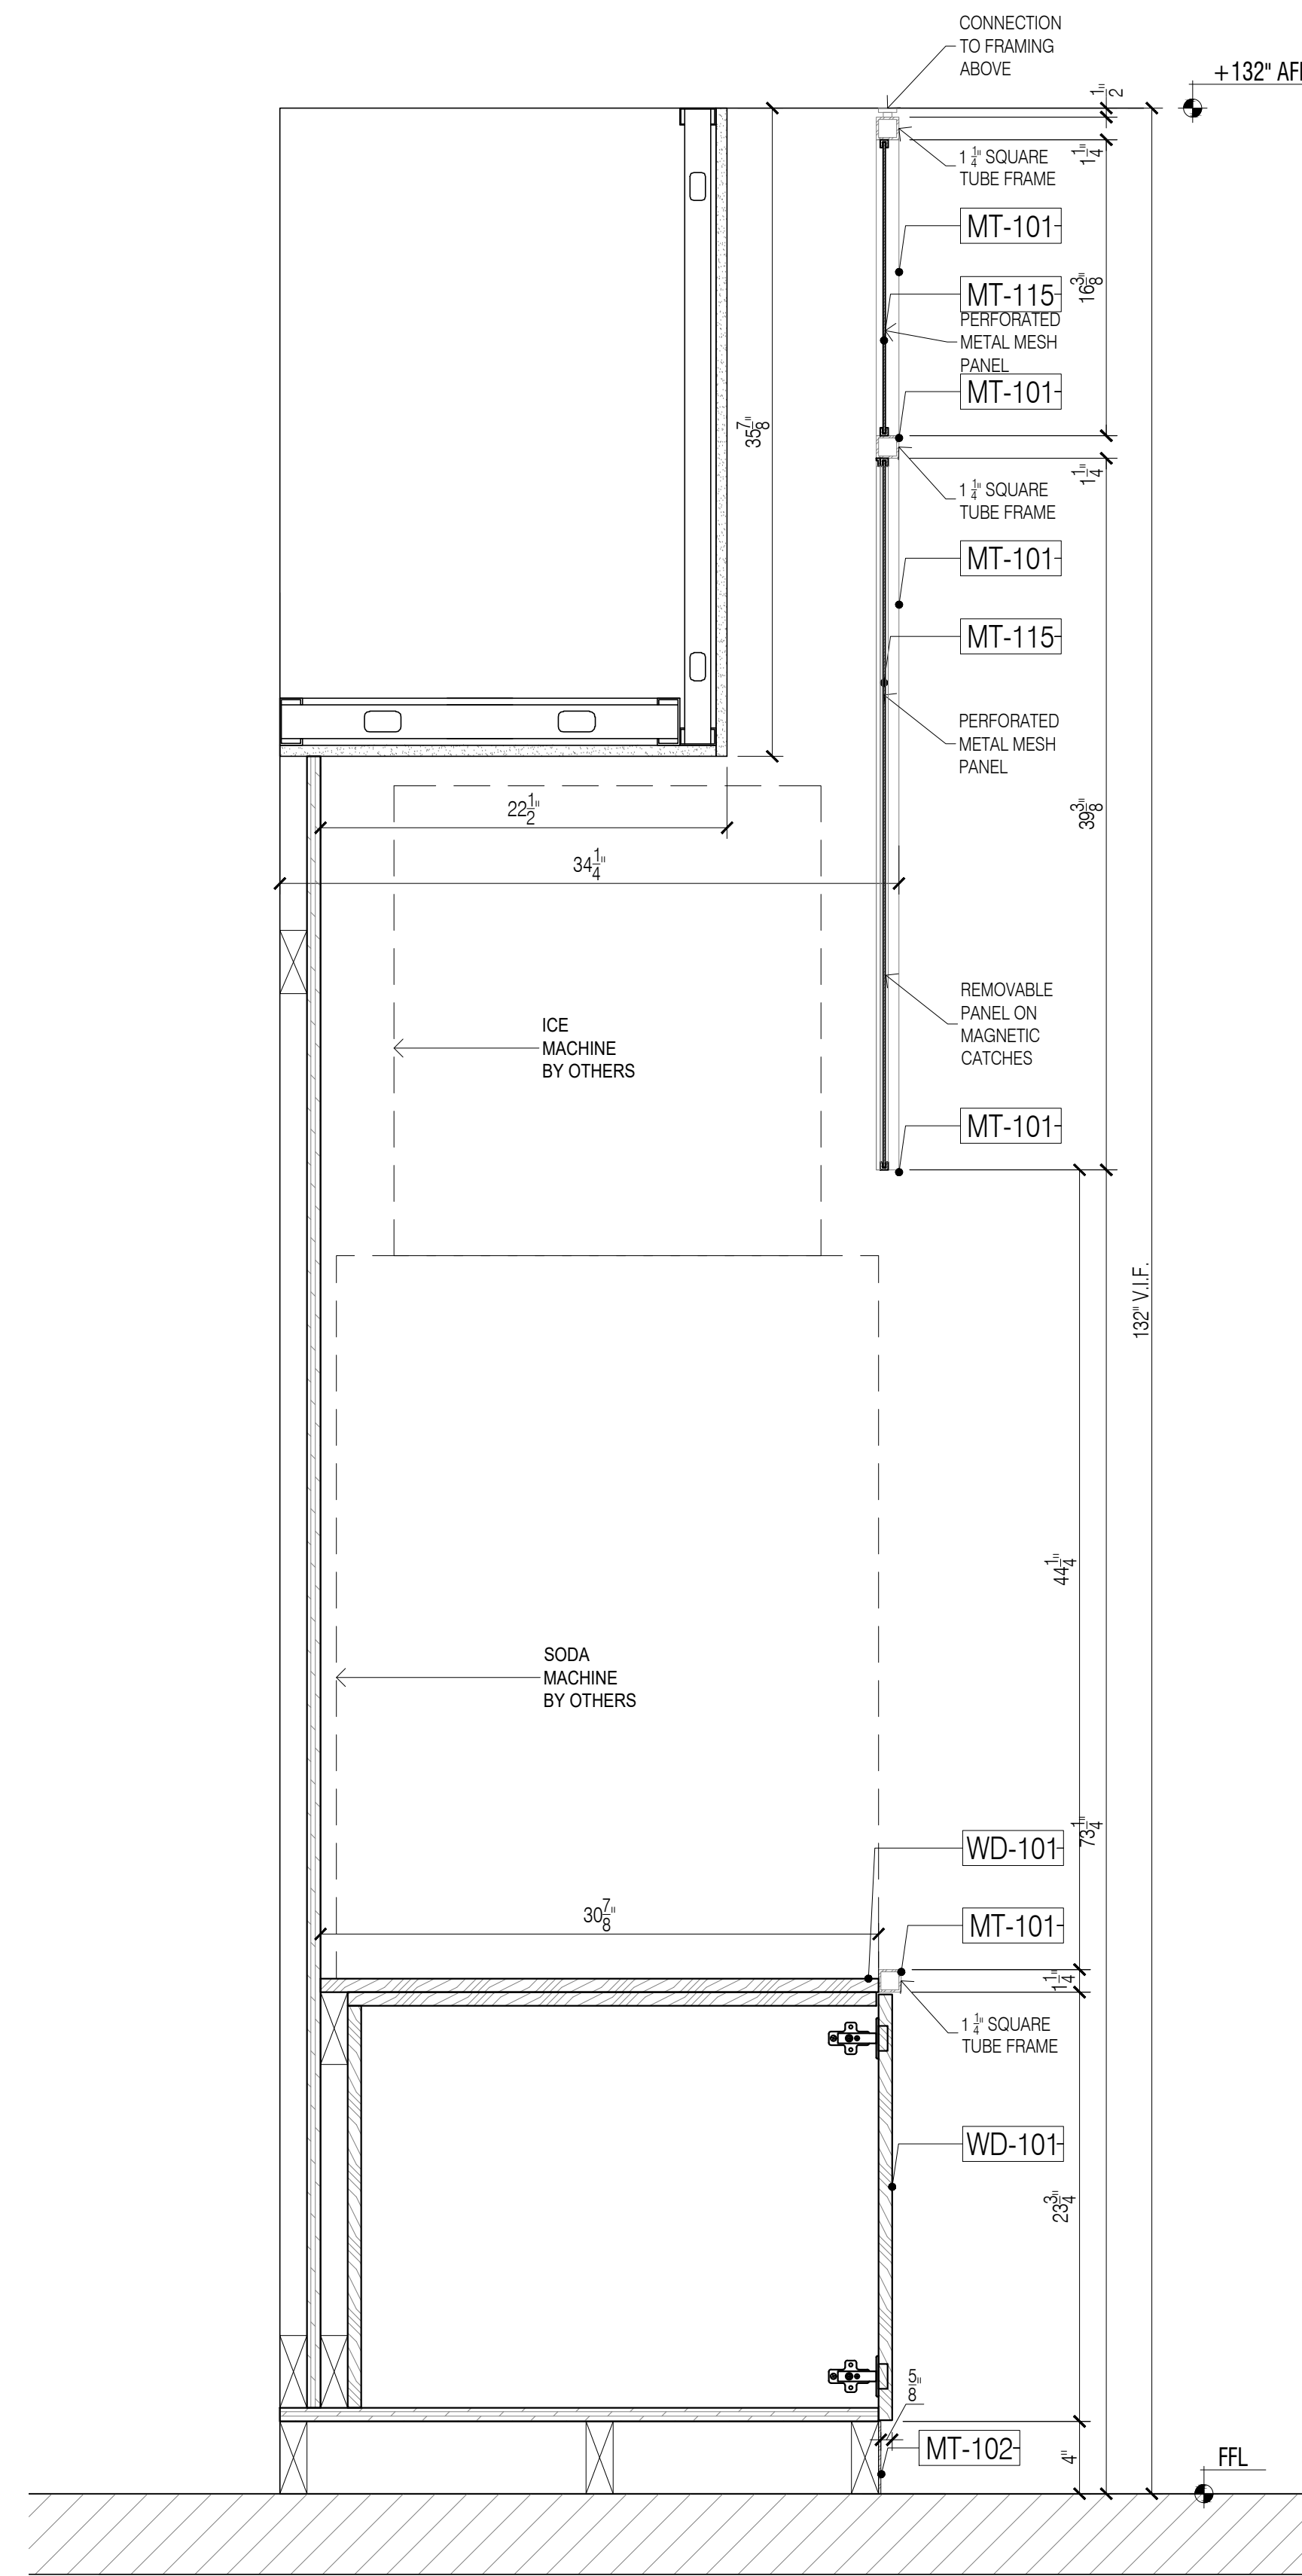 CONNECTION
TO FRAMING
ABOVE
+132" AF
1/2"
1 1/4" SQUARE
TUBE FRAME
1 1/4"
MT-101
16 3/8"
MT-115
PERFORATED
METAL MESH
PANEL
MT-101
35 7/8"
1 1/4"
1 1/4" SQUARE
TUBE FRAME
MT-101
MT-115
PERFORATED
METAL MESH
PANEL
39 3/8"
22 1/2"
34 1/4"
REMOVABLE
PANEL ON
MAGNETIC
CATCHES
ICE
MACHINE
BY OTHERS
MT-101
132" V.I.F.
44 1/4"
SODA
MACHINE
BY OTHERS
73 1/4"
WD-101
30 7/8"
MT-101
1 1/4"
1 1/4" SQUARE
TUBE FRAME
WD-101
23 3/4"
5/8"
MT-102
4"
FFL